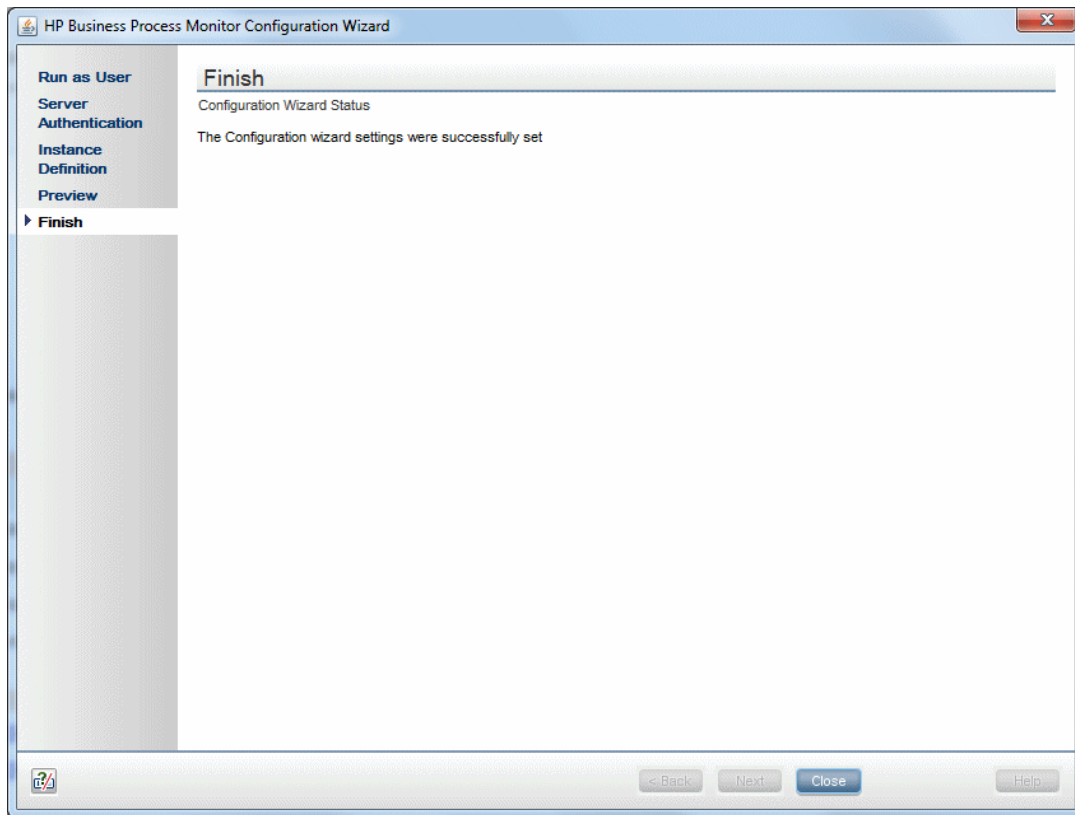 HP Business Process Monitor Configuration Wizard
Run as User
Server
Authentication
Instance
Definition
Preview
Finish
Finish
Configuration Wizard Status
The Configuration wizard settings were successfully set
< Back
Next
Close
Help